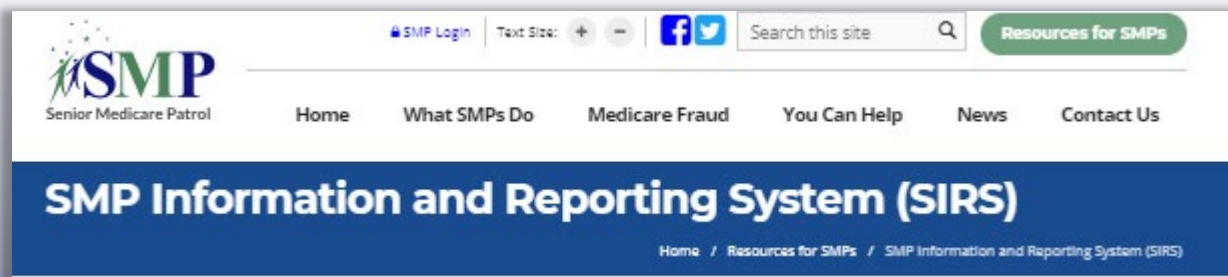 SMP Login Text Size: + - f Search this site Resources for SMPs
SMP
Senior Medicare Patrol
Home What SMPs Do Medicare Fraud You Can Help News Contact Us
SMP Information and Reporting System (SIRS)
Home / Resources for SMPs / SMP Information and Reporting System (SIRS)